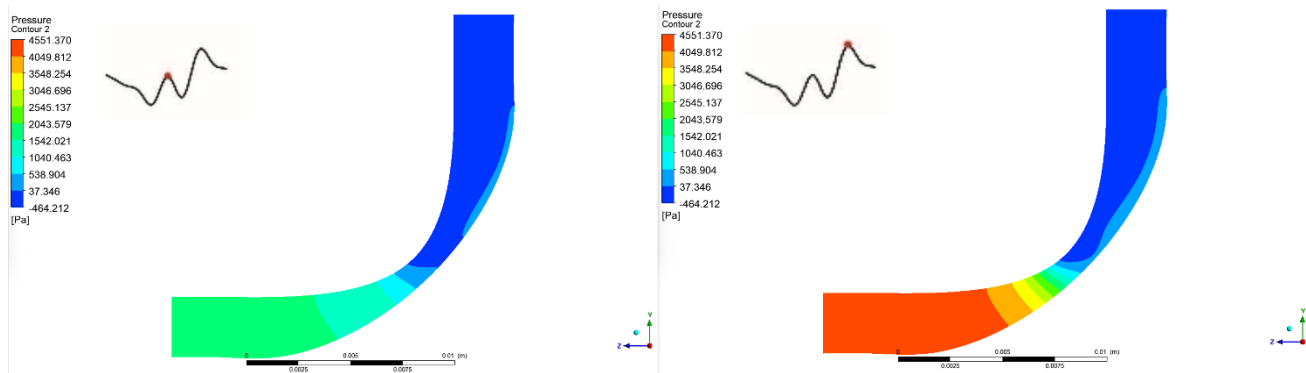 Pressure
Contour 2
4551.370
4049.812
3548.254
3046.696
2545.137
2043.579
1542.021
1040.463
538.904
37.346
-464.212
[Pa]
0 0.005 0.01 (m)
0.0025 0.0075
Y
Z
Pressure
Contour 2
4551.370
4049.812
3548.254
3046.696
2545.137
2043.579
1542.021
1040.463
538.904
37.346
-464.212
[Pa]
0 0.005 0.01 (m)
0.0025 0.0075
Y
Z